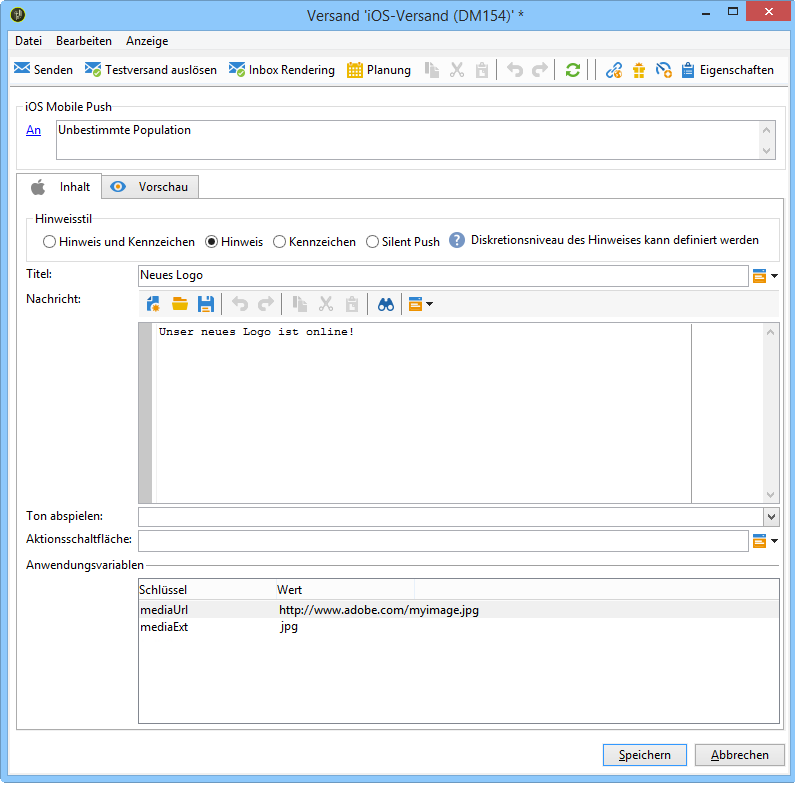 Versand 'iOS-Versand (DM154)' *
Datei Bearbeiten Anzeige
Senden Testversand auslösen Inbox Rendering Planung Eigenschaften
iOS Mobile Push
An Unbestimmte Population
Inhalt Vorschau
Hinweisstil
Hinweis und Kennzeichen Hinweis Kennzeichen Silent Push ? Diskretionsniveau des Hinweises kann definiert werden
Titel: Neues Logo
Nachricht:
Unser neues Logo ist online!
Ton abspielen:
Aktionsschaltfläche:
Anwendungsvariablen
Schlüssel Wert
mediaUrl http://www.adobe.com/myimage.jpg
mediaExt jpg
Speichern Abbrechen